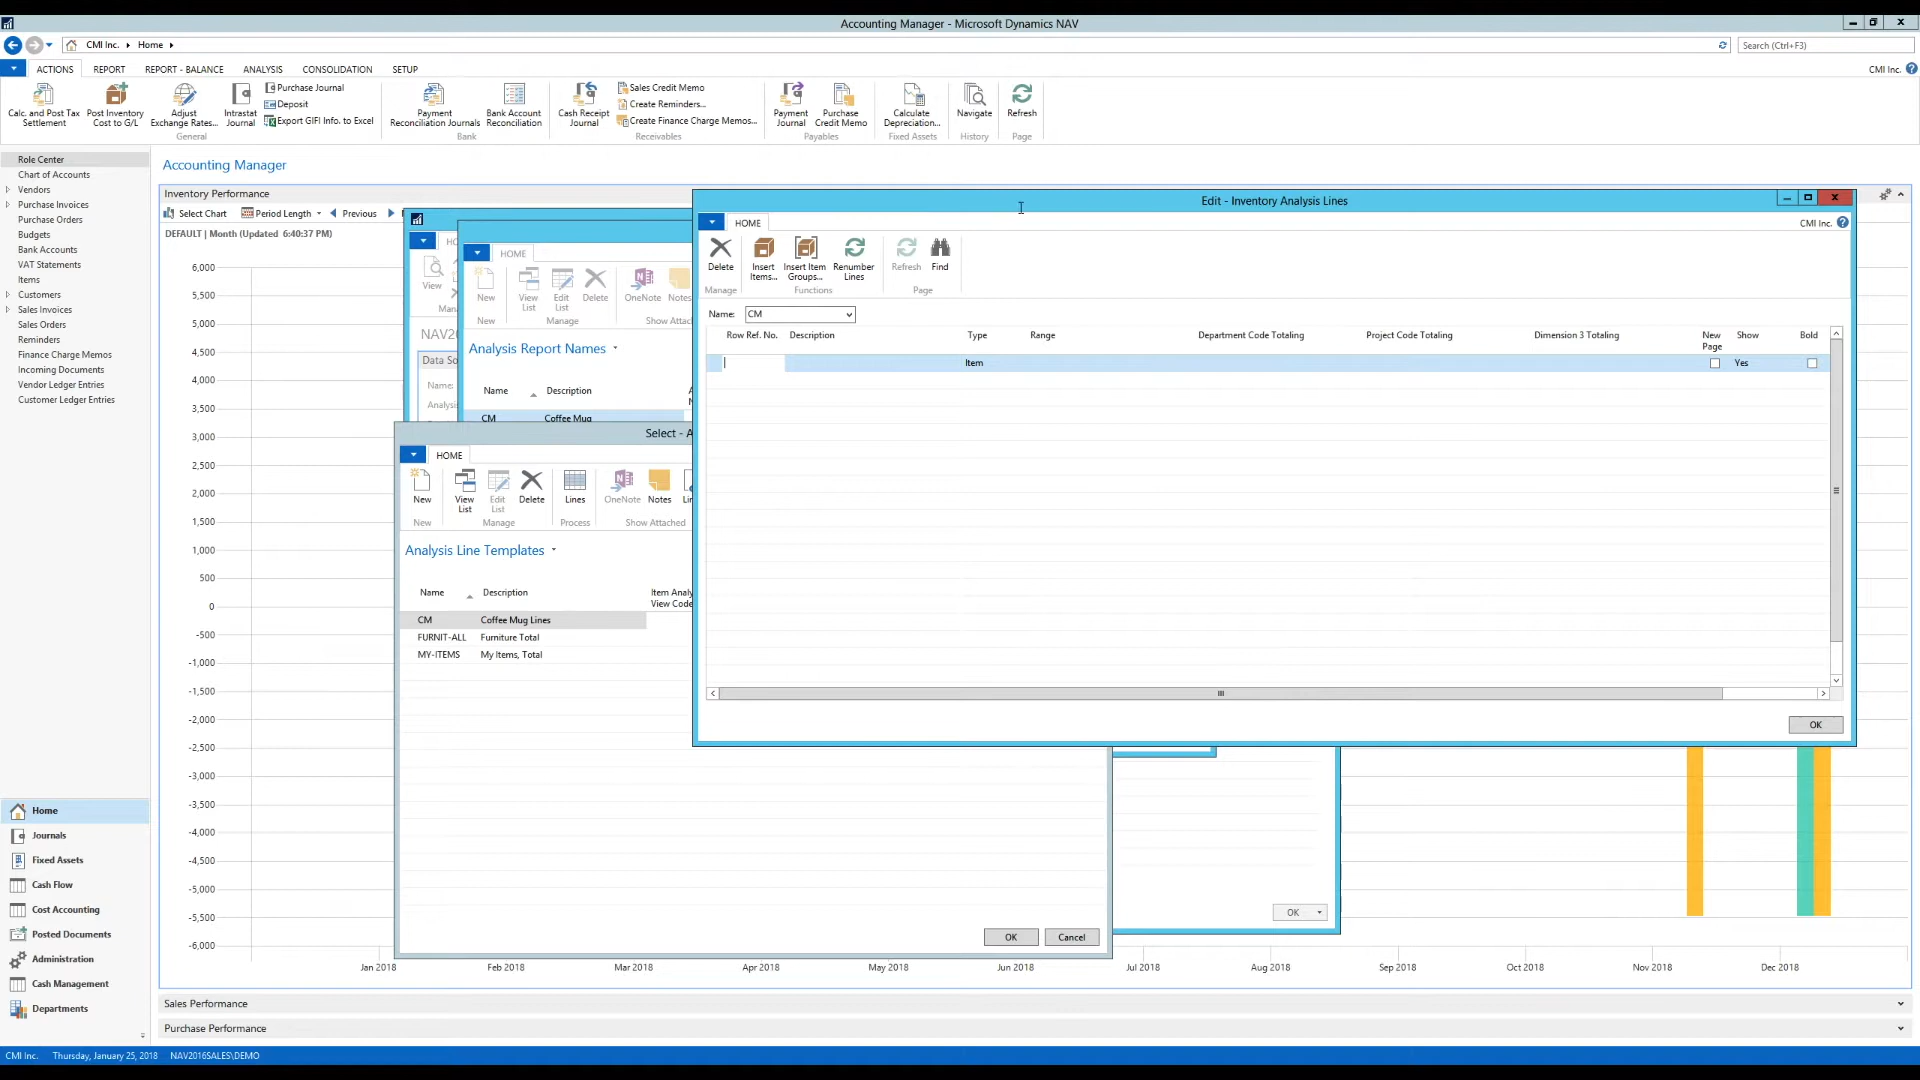 Accounting Manager - Microsoft Dynamics NAV
CMI Inc. Home
Search (Ctrl+F3)
ACTIONS REPORT REPORT - BALANCE ANALYSIS CONSOLIDATION SETUP
CMI Inc.
Calc. and Post Tax Settlement
Post Inventory Cost to G/L
Adjust Exchange Rates...
Intrastat Journal
Purchase Journal
Deposit
Export GIFI Info. to Excel
General
Payment Reconciliation Journals
Bank Account Reconciliation
Bank
Cash Receipt Journal
Sales Credit Memo
Create Reminders...
Create Finance Charge Memos...
Receivables
Payment Journal
Purchase Credit Memo
Payables
Calculate Depreciation...
Fixed Assets
Navigate
History
Refresh
Page
Role Center
Chart of Accounts
Vendors
Purchase Invoices
Purchase Orders
Budgets
Bank Accounts
VAT Statements
Items
Customers
Sales Invoices
Sales Orders
Reminders
Finance Charge Memos
Incoming Documents
Vendor Ledger Entries
Customer Ledger Entries
Home
Journals
Fixed Assets
Cash Flow
Cost Accounting
Posted Documents
Administration
Cash Management
Departments
Accounting Manager
Inventory Performance
Select Chart Period Length Previous
DEFAULT | Month (Updated 6:40:37 PM)
6,000
5,500
5,000
4,500
4,000
3,500
3,000
2,500
2,000
1,500
1,000
500
0
-500
-1,000
-1,500
-2,000
-2,500
-3,000
-3,500
-4,000
-4,500
-5,000
-5,500
-6,000
Jan 2018 Feb 2018 Mar 2018 Apr 2018 May 2018 Jun 2018 Jul 2018 Aug 2018 Sep 2018 Oct 2018 Nov 2018 Dec 2018
View
Name:
HOME
New
View List
Edit List
Delete
OneNote
Notes
New
Manage
Analysis Report Names
Name Description
CM Coffee Mug
OK
Select - A
HOME
New
View List
Edit List
Delete
Lines
OneNote
Notes
New
Manage
Process
Show Attached
Analysis Line Templates
Name Description
CM Coffee Mug Lines
FURNIT-ALL Furniture Total
MY-ITEMS My Items, Total
OK Cancel
Edit - Inventory Analysis Lines
HOME
CMI Inc.
Delete
Insert Items...
Insert Item Groups...
Renumber Lines
Refresh
Find
Manage
Functions
Page
Name: CM
Row Ref. No. Description Type Range Department Code Totaling Project Code Totaling Dimension 3 Totaling New Page Show Bold
Item Yes
OK
Sales Performance
Purchase Performance
CMI Inc. Thursday, January 25, 2018 NAV2016SALES\DEMO